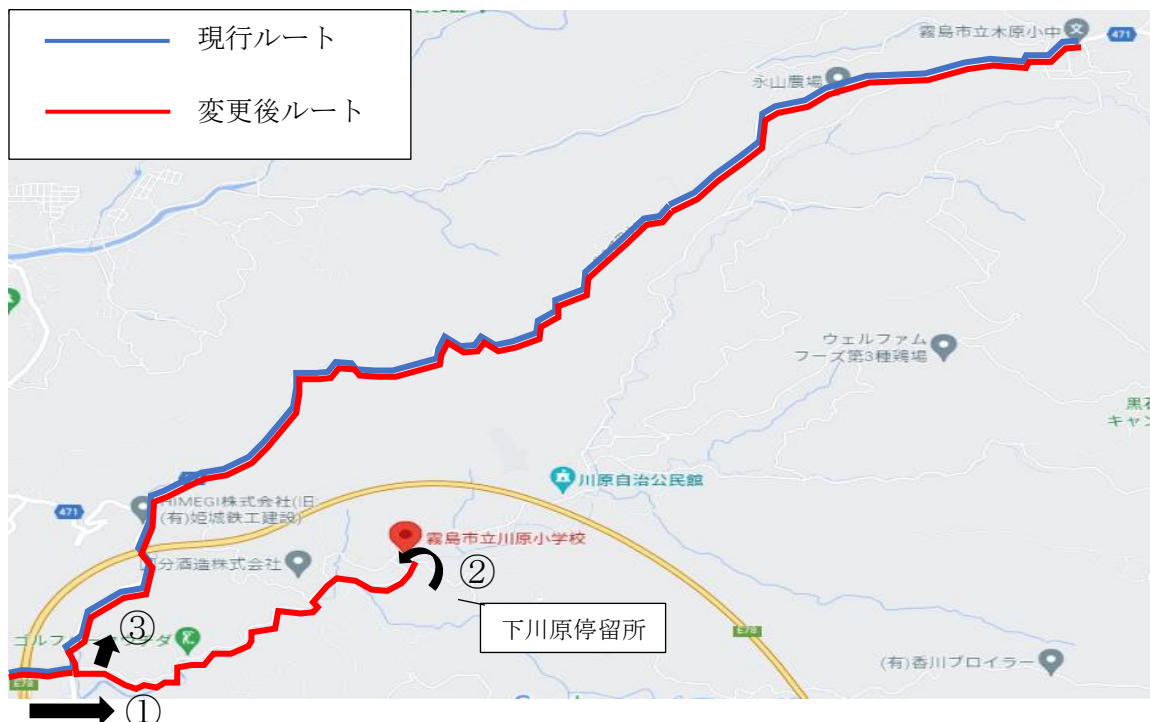 現行ルート
変更後ルート
霧島市立木原小中
文
471
永山農場
ウェルファム
フーズ第3種鶏場
黒石
キャン
川原自治公民館
471
HIMEGI株式会社(旧
(有)姫城鉄工建設)
霧島市立川原小学校
国分酒造株式会社
②
下川原停留所
③
E78
(有)香川ブロイラー
E78
①